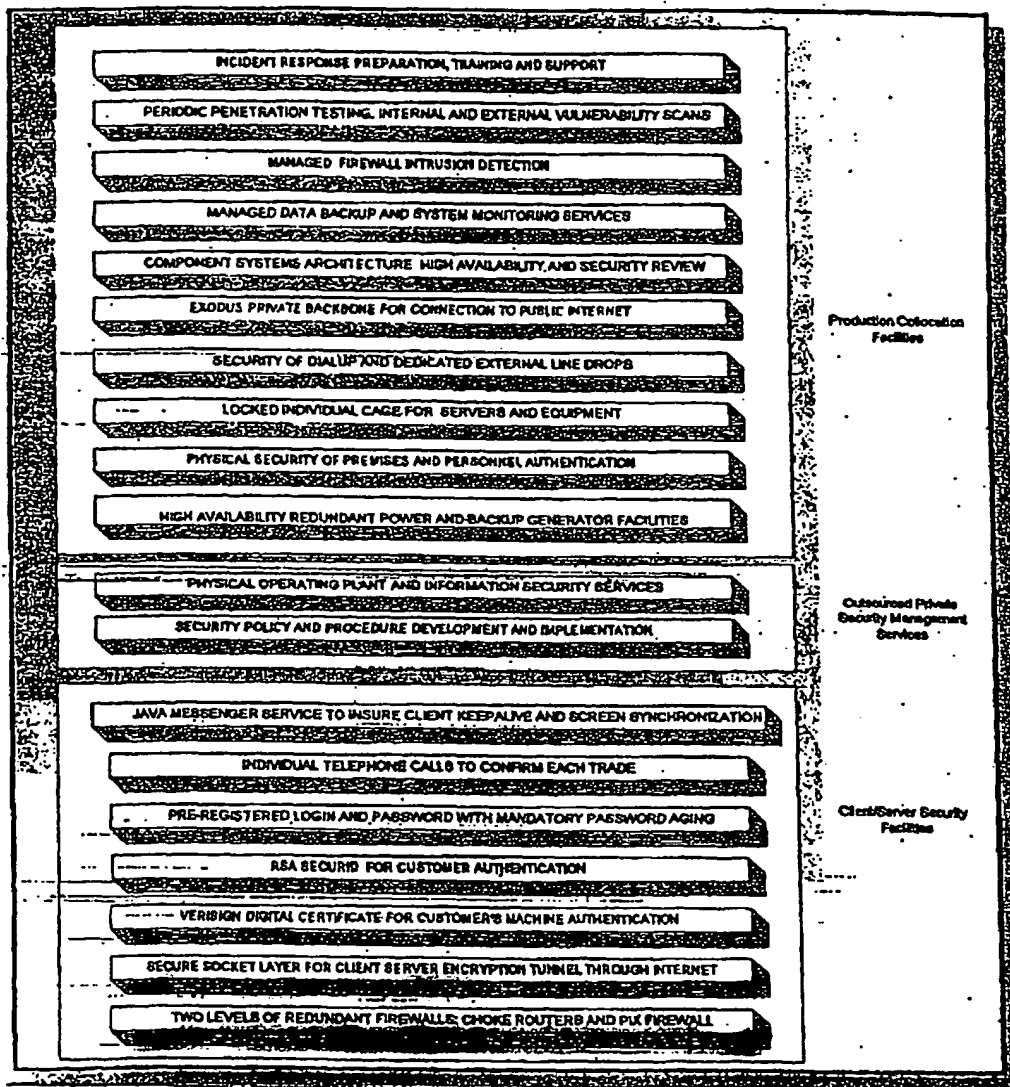 INCIDENT RESPONSE PREPARATION, TRAINING AND SUPPORT
PERIODIC PENETRATION TESTING, INTERNAL AND EXTERNAL VULNERABILITY SCANS
MANAGED FIREWALL INTRUSION DETECTION
MANAGED DATA BACKUP AND SYSTEM MONITORING SERVICES
COMPONENT SYSTEMS ARCHITECTURE HIGH AVAILABILITY, AND SECURITY REVIEW
EXODUS PRIVATE BACKBONE FOR CONNECTION TO PUBLIC INTERNET
SECURITY OF DIALUP AND DEDICATED EXTERNAL LINE DROPS
LOCKED INDIVIDUAL CAGE FOR SERVERS AND EQUIPMENT
PHYSICAL SECURITY OF PREMISES AND PERSONNEL AUTHENTICATION
HIGH AVAILABILITY REDUNDANT POWER AND BACKUP GENERATOR FACILITIES
Production Collocation
Facilities
PHYSICAL OPERATING PLANT AND INFORMATION SECURITY SERVICES
SECURITY POLICY AND PROCEDURE DEVELOPMENT AND IMPLEMENTATION
Outsourced Private
Security Management
Services
JAVA MESSENGER SERVICE TO INSURE CLIENT KEEPALIVE AND SCREEN SYNCHRONIZATION
INDIVIDUAL TELEPHONE CALLS TO CONFIRM EACH TRADE
PRE-REGISTERED LOGIN AND PASSWORD WITH MANDATORY PASSWORD AGING
RSA SECURID FOR CUSTOMER AUTHENTICATION
VERISIGN DIGITAL CERTIFICATE FOR CUSTOMER'S MACHINE AUTHENTICATION
SECURE SOCKET LAYER FOR CLIENT SERVER ENCRYPTION TUNNEL THROUGH INTERNET
TWO LEVELS OF REDUNDANT FIREWALLS; CHOKE ROUTERS AND PIX FIREWALL
Client/Server Security
Facilities